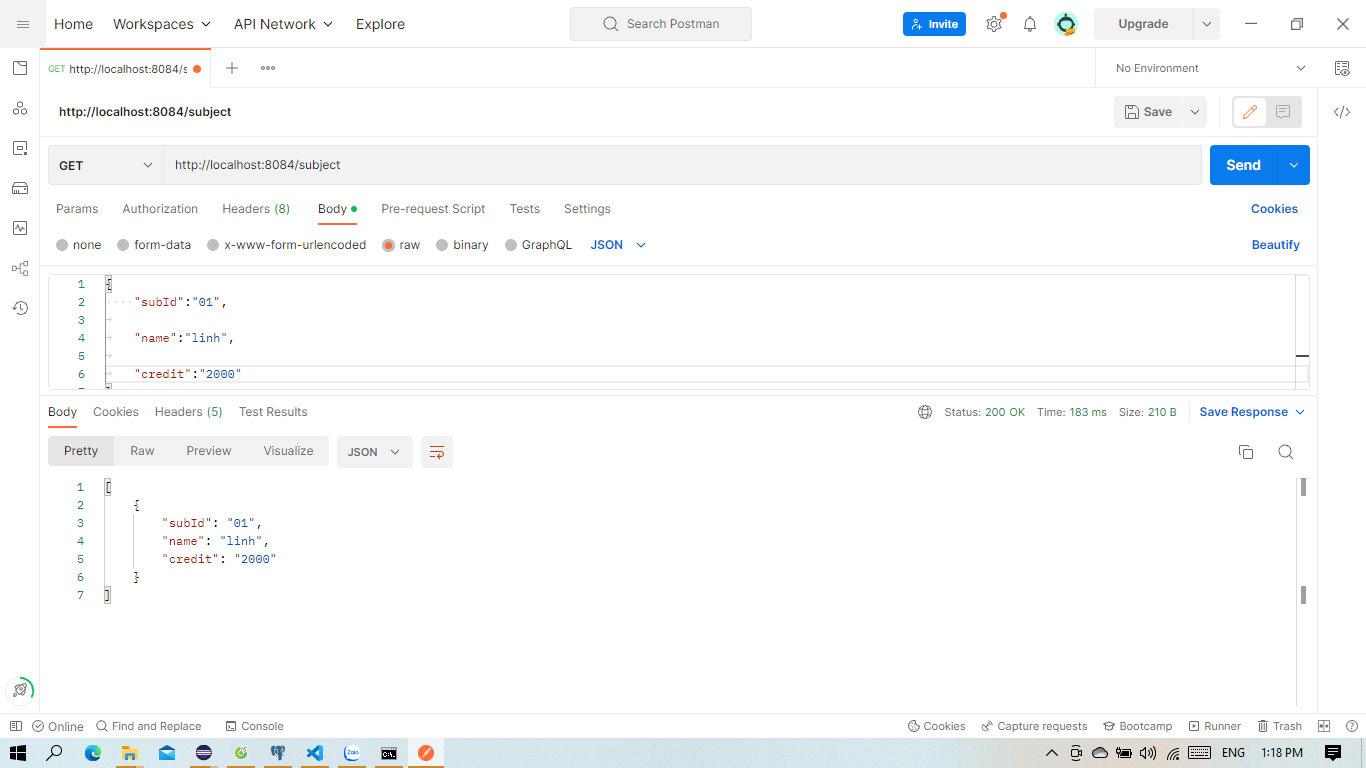 Home Workspaces API Network Explore Search Postman Invite Upgrade
GET http://localhost:8084/s No Environment
http://localhost:8084/subject Save
GET http://localhost:8084/subject Send
Params Authorization Headers (8) Body Pre-request Script Tests Settings Cookies
none form-data x-www-form-urlencoded raw binary GraphQL JSON Beautify
1 {
2 "subId":"01",
3
4 "name":"linh",
5
6 "credit":"2000"
Body Cookies Headers (5) Test Results Status: 200 OK Time: 183 ms Size: 210 B Save Response
Pretty Raw Preview Visualize JSON
1 [
2 {
3 "subId": "01",
4 "name": "linh",
5 "credit": "2000"
6 }
7 ]
Online Find and Replace Console Cookies Capture requests Bootcamp Runner Trash
Zalo C:\ ENG 1:18 PM